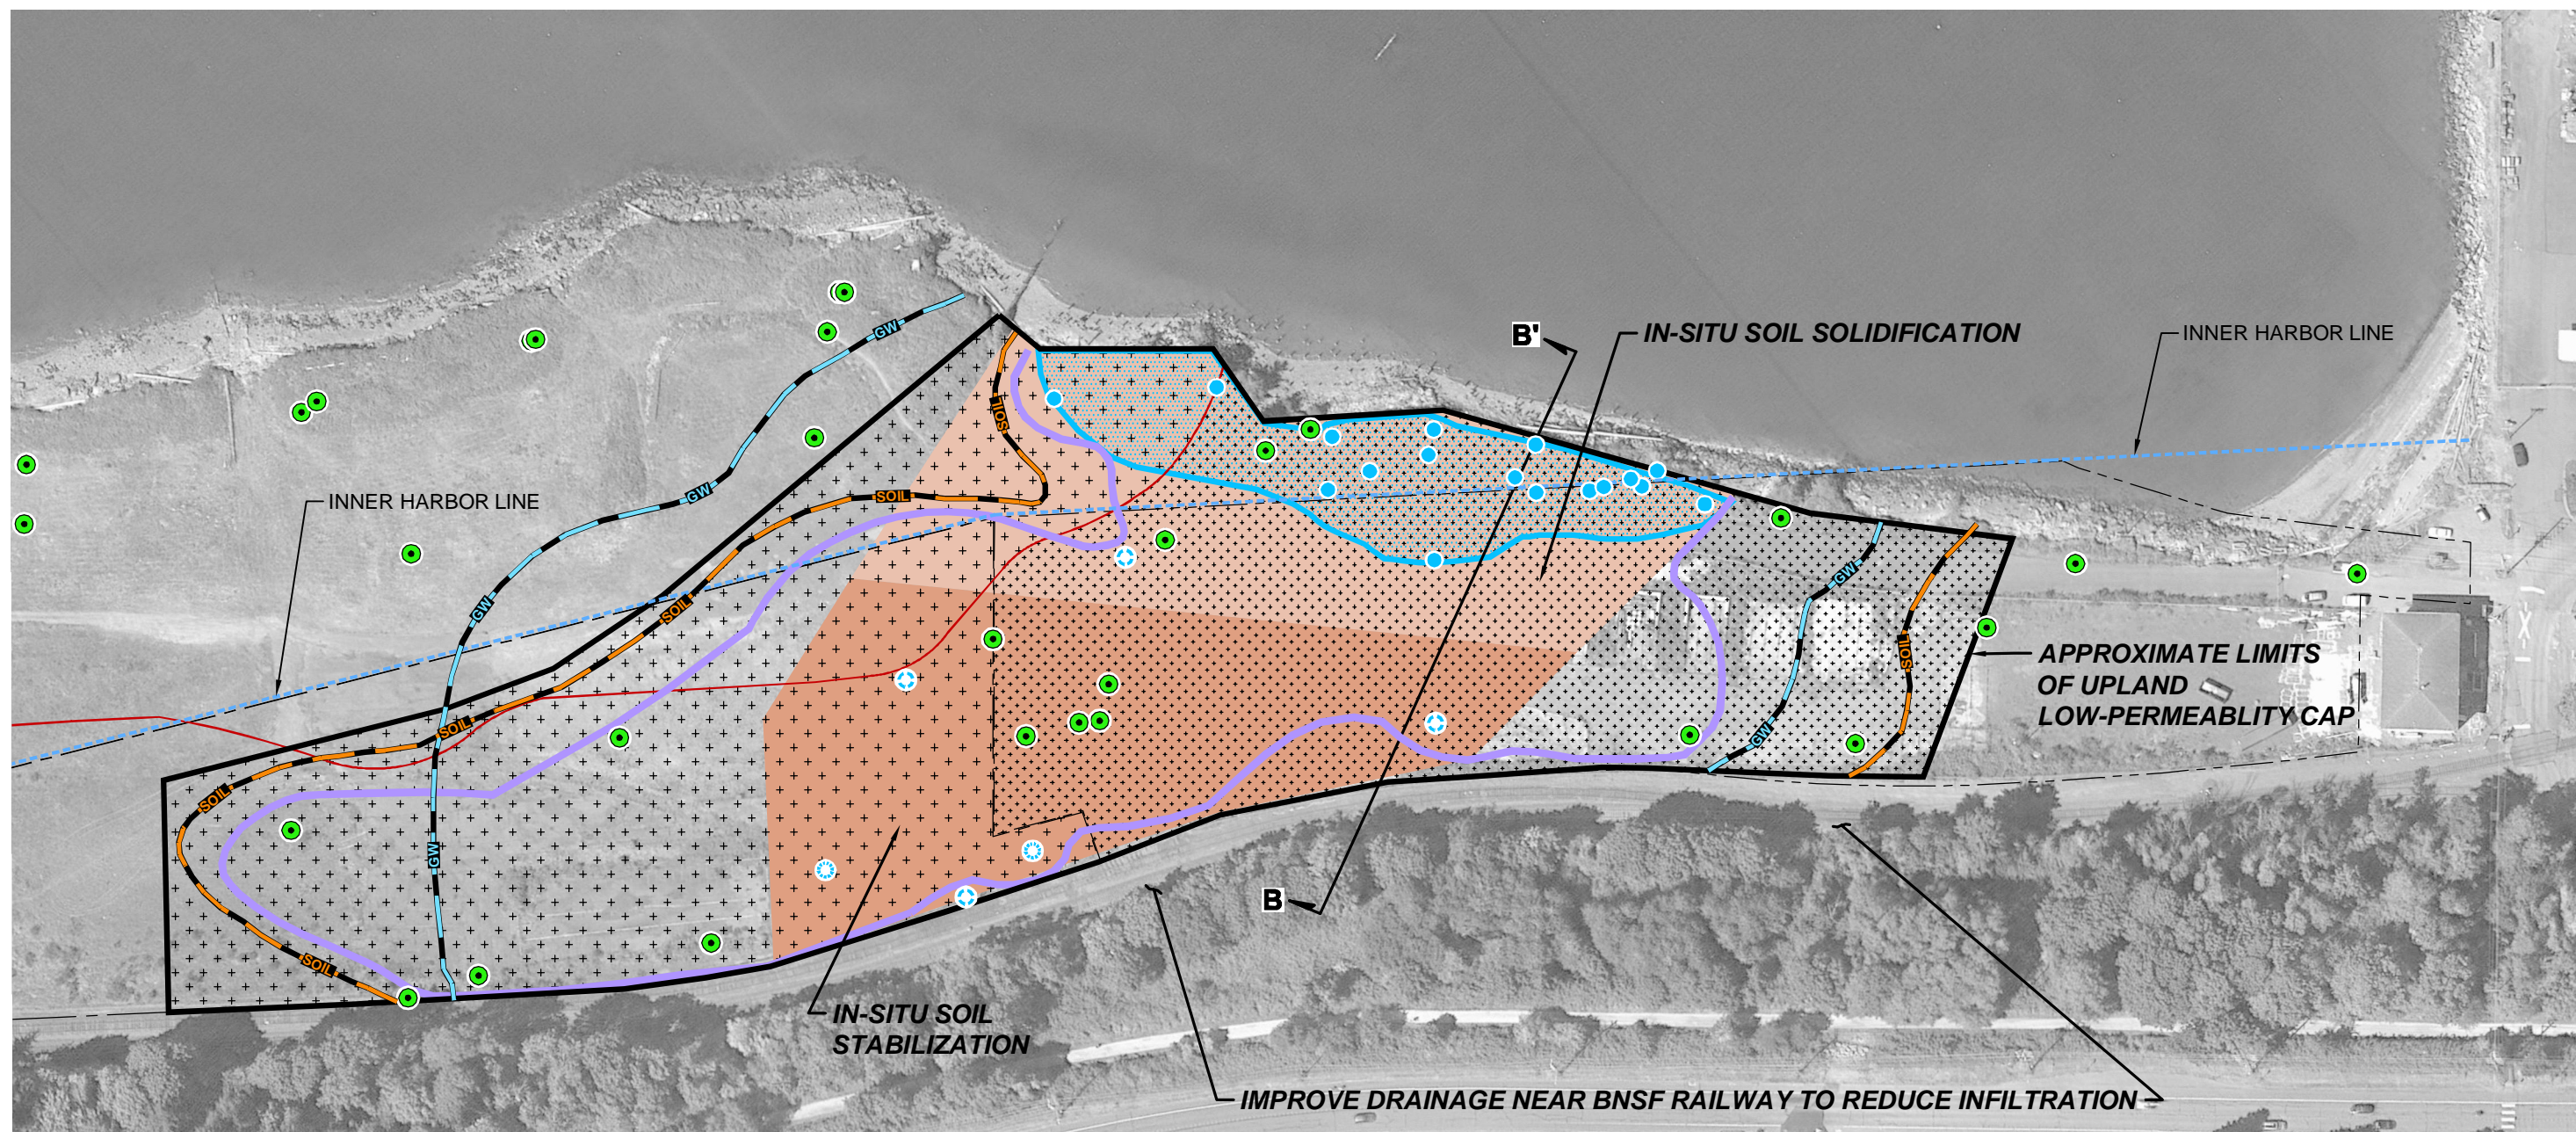 GW
B'
IN-SITU SOIL SOLIDIFICATION
INNER HARBOR LINE
SOIL
INNER HARBOR LINE
GW
SOIL
GW
GW
SOIL
SOIL
APPROXIMATE LIMITS
OF UPLAND
LOW-PERMEABLITY CAP
SOIL
GW
SOIL
GW
B
SOIL
IN-SITU SOIL
STABILIZATION
IMPROVE DRAINAGE NEAR BNSF RAILWAY TO REDUCE INFILTRATION